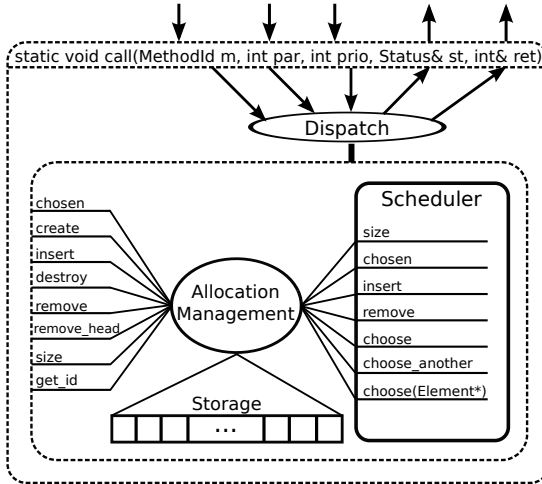 static void call(MethodId m, int par, int prio, Status& st, int& ret)
Dispatch
chosen
create
insert
destroy
remove
remove_head
size
get_id
Allocation
Management
Storage
...
Scheduler
size
chosen
insert
remove
choose
choose_another
choose(Element*)